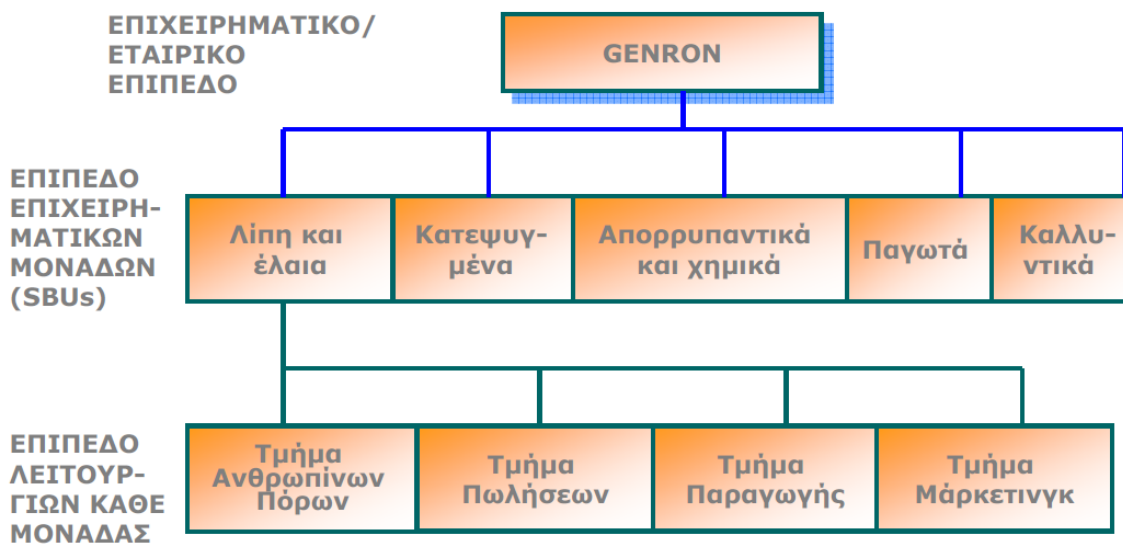 ΕΠΙΧΕΙΡΗΜΑΤΙΚΟ/
ΕΤΑΙΡΙΚΟ
ΕΠΙΠΕΔΟ
GENRON
ΕΠΙΠΕΔΟ
ΕΠΙΧΕΙΡΗ-
ΜΑΤΙΚΩΝ
ΜΟΝΑΔΩΝ
(SBUs)
Λίπη και
έλαια
Κατεψυγ-
μένα
Απορρυπαντικά
και χημικά
Παγωτά
Καλλυ-
ντικά
ΕΠΙΠΕΔΟ
ΛΕΙΤΟΥΡ-
ΓΙΩΝ ΚΑΘΕ
ΜΟΝΑΔΑΣ
Τμήμα
Ανθρωπίνων
Πόρων
Τμήμα
Πωλήσεων
Τμήμα
Παραγωγής
Τμήμα
Μάρκετινγκ